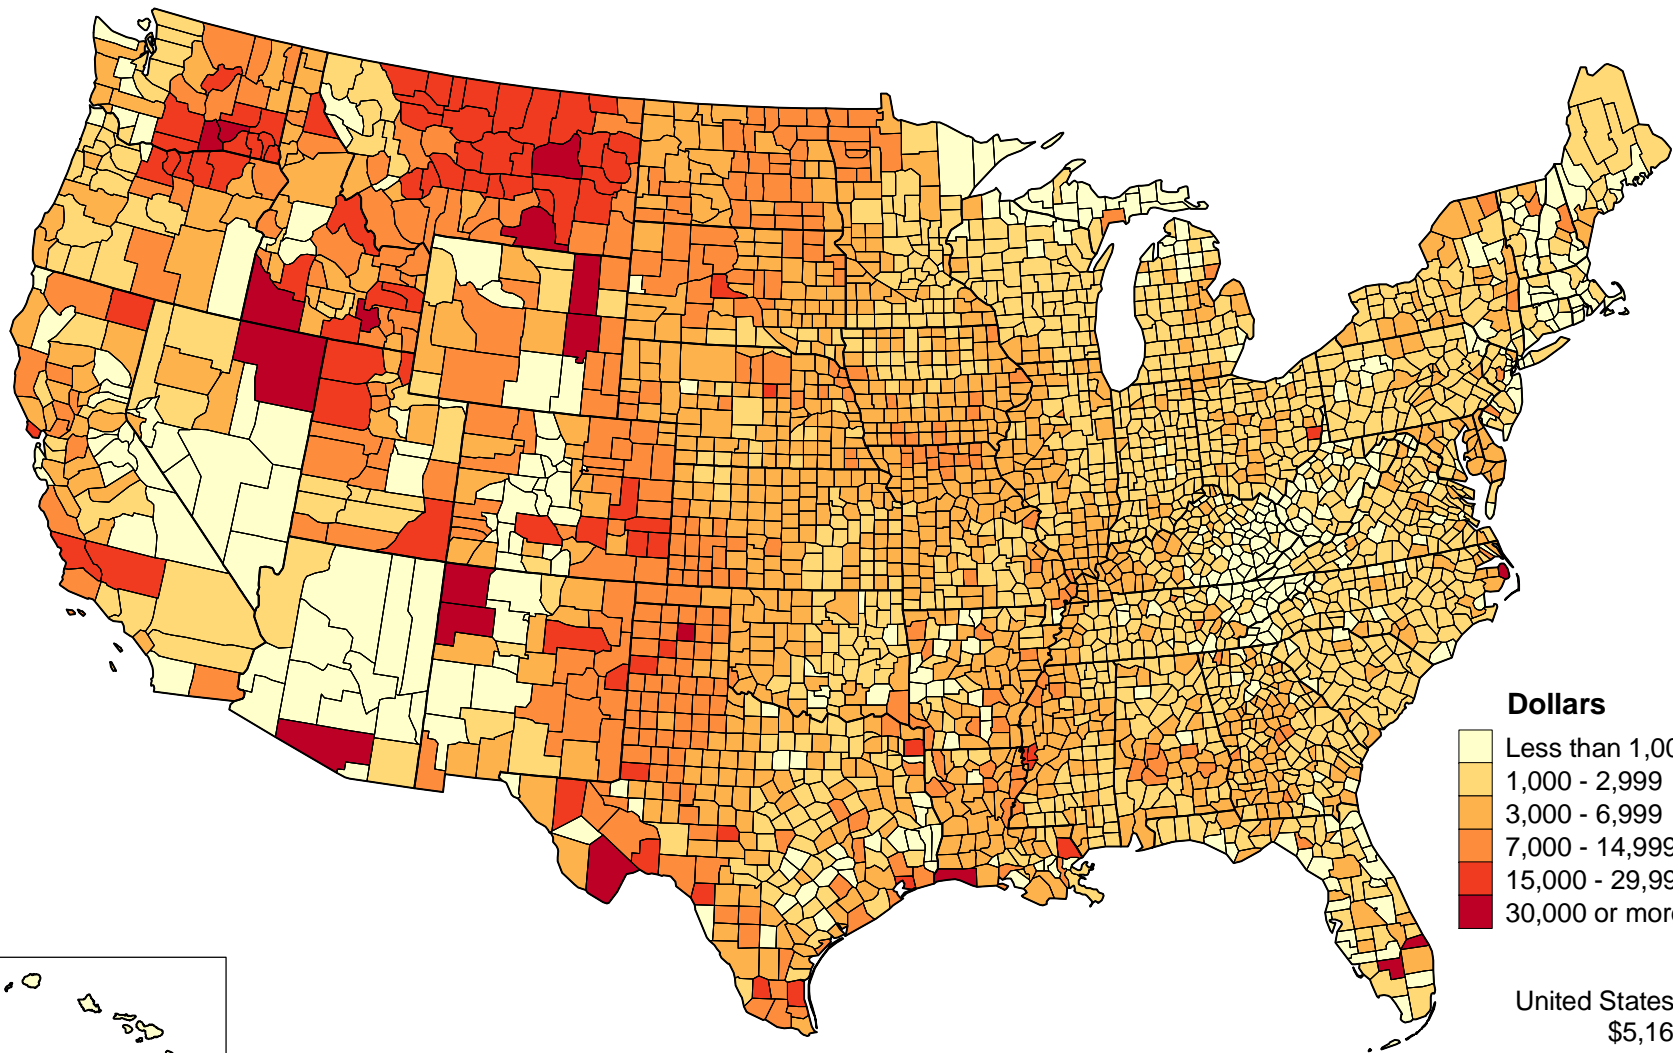 Dollars
Less than 1,00
1,000 - 2,999
3,000 - 6,999
7,000 - 14,999
15,000 - 29,99
30,000 or more
United States
$5,16